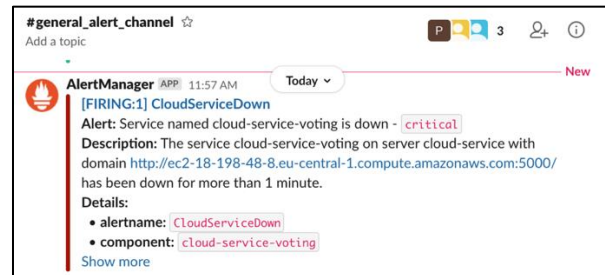 #general_alert_channel ☆
Add a topic
P 3
Today
New
AlertManager APP 11:57 AM
[FIRING:1] CloudServiceDown
Alert: Service named cloud-service-voting is down - critical
Description: The service cloud-service-voting on server cloud-service with
domain http://ec2-18-198-48-8.eu-central-1.compute.amazonaws.com:5000/
has been down for more than 1 minute.
Details:
• alertname: CloudServiceDown
• component: cloud-service-voting
Show more